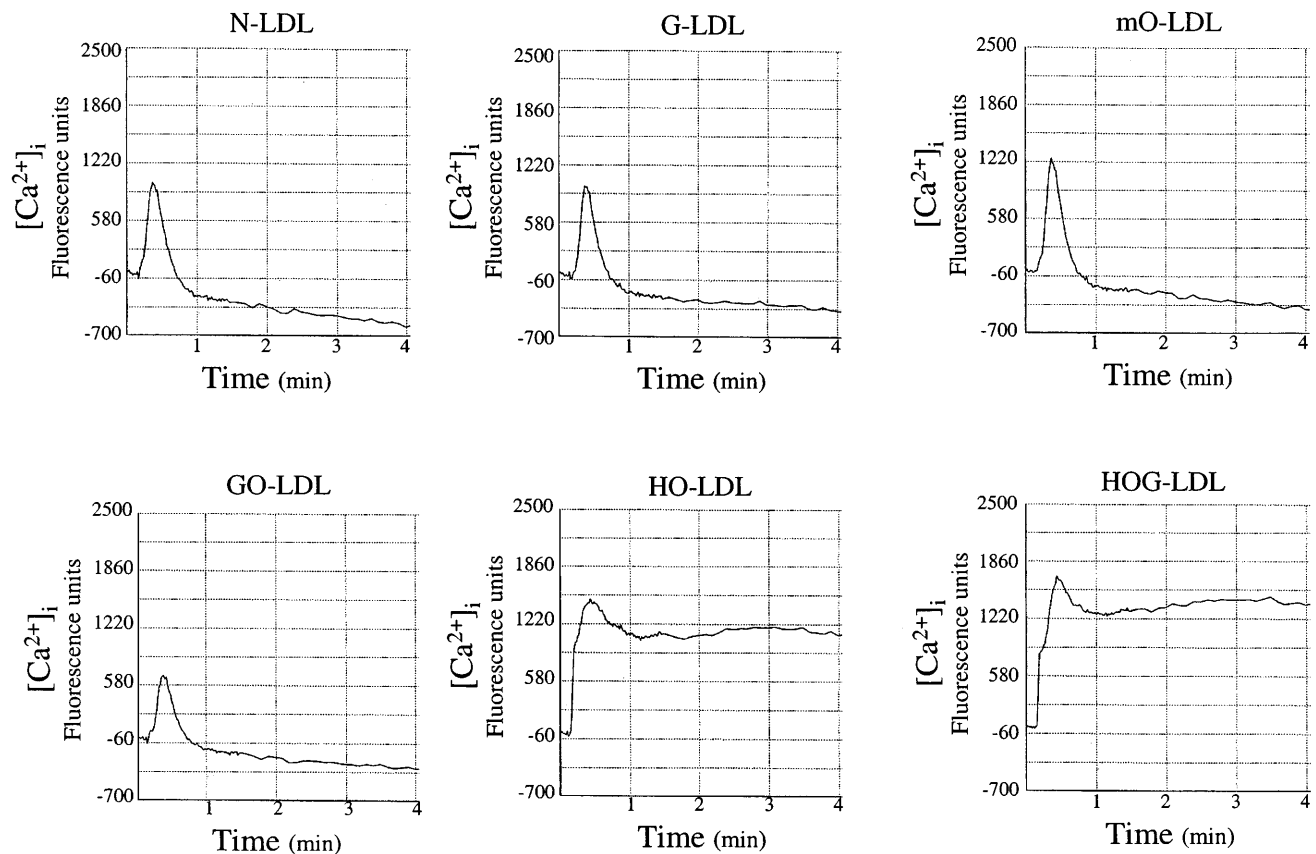 N-LDL
[Ca²⁺]ᵢ
Fluorescence units
2500
1860
1220
580
-60
-700
1 2 3 4
Time (min)
G-LDL
[Ca²⁺]ᵢ
Fluorescence units
2500
1860
1220
580
-60
-700
1 2 3 4
Time (min)
mO-LDL
[Ca²⁺]ᵢ
Fluorescence units
2500
1860
1220
580
-60
-700
1 2 3 4
Time (min)
GO-LDL
[Ca²⁺]ᵢ
Fluorescence units
2500
1860
1220
580
-60
-700
1 2 3 4
Time (min)
HO-LDL
[Ca²⁺]ᵢ
Fluorescence units
2500
1860
1220
580
-60
-700
1 2 3 4
Time (min)
HOG-LDL
[Ca²⁺]ᵢ
Fluorescence units
2500
1860
1220
580
-60
-700
1 2 3 4
Time (min)